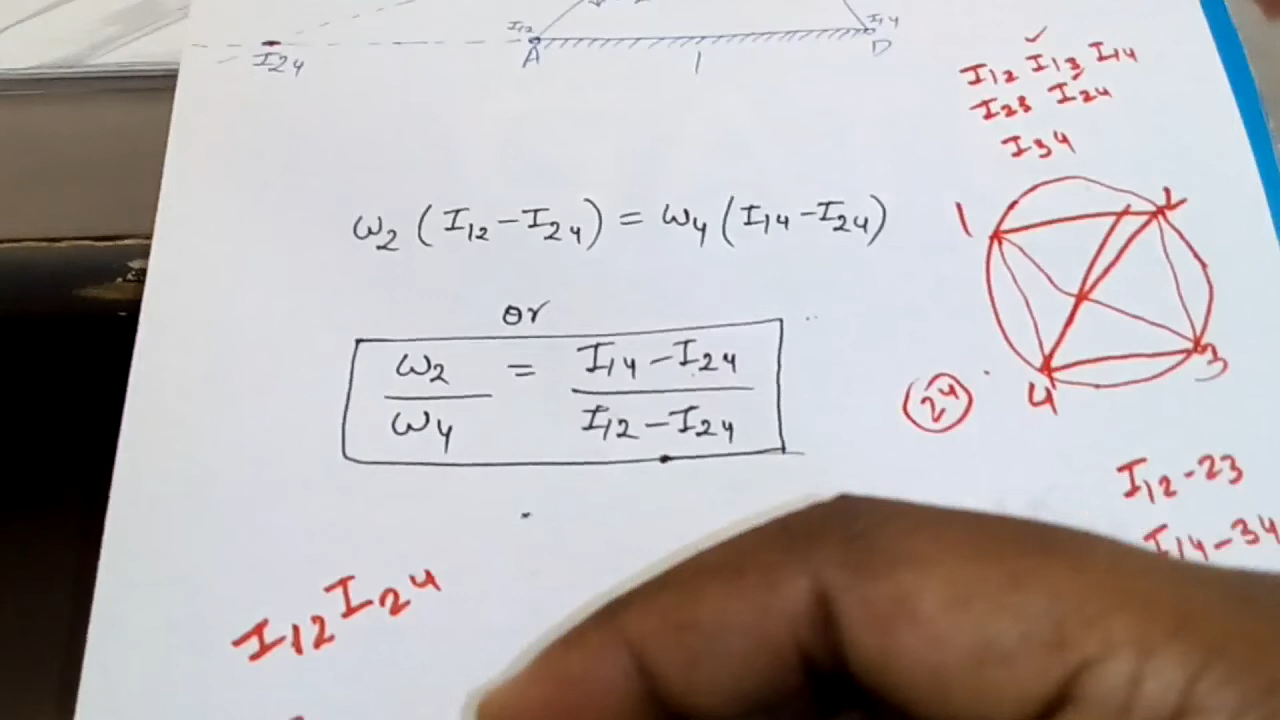 I12 I14
I24 A 1 D
I12 I13 I14
I23 I24
I34
ω2 (I12 - I24) = ω4 (I14 - I24)
1 2
or
ω2 / ω4 = I14 - I24 / I12 - I24
4 3
24
I12 - 23
I14 - 34
I12 I24